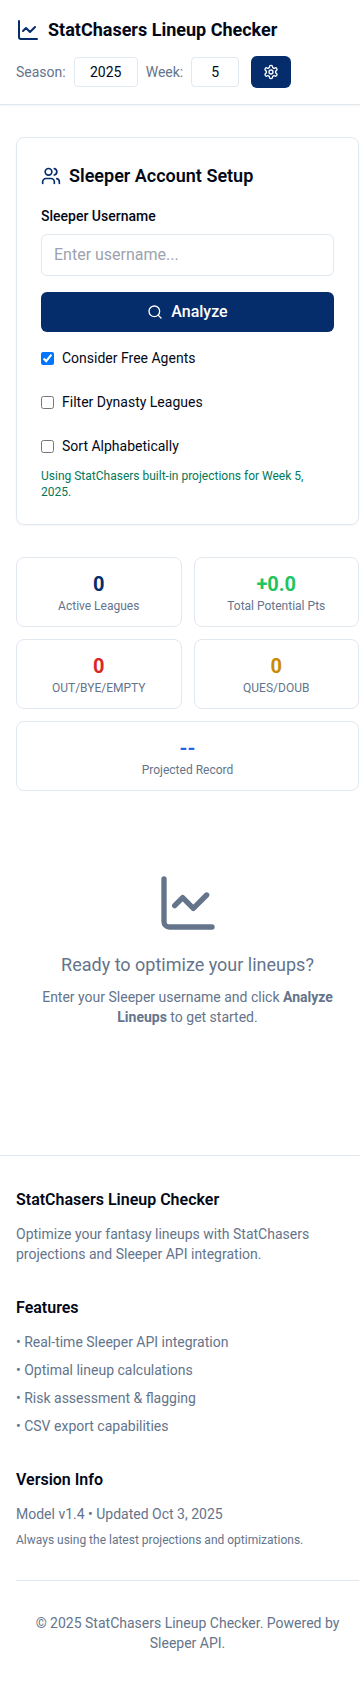 StatChasers Lineup Checker
Season: 2025 Week: 5
Sleeper Account Setup
Sleeper Username
Enter username...
Analyze
Consider Free Agents
Filter Dynasty Leagues
Sort Alphabetically
Using StatChasers built-in projections for Week 5,
2025.
0
Active Leagues
+0.0
Total Potential Pts
0
OUT/BYE/EMPTY
0
QUES/DOUB
--
Projected Record
Ready to optimize your lineups?
Enter your Sleeper username and click Analyze
Lineups to get started.
StatChasers Lineup Checker
Optimize your fantasy lineups with StatChasers
projections and Sleeper API integration.
Features
• Real-time Sleeper API integration
• Optimal lineup calculations
• Risk assessment & flagging
• CSV export capabilities
Version Info
Model v1.4 • Updated Oct 3, 2025
Always using the latest projections and optimizations.
© 2025 StatChasers Lineup Checker. Powered by
Sleeper API.